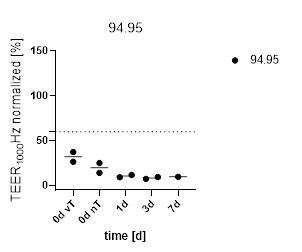 94.95
TEER1000Hz normalized [%]
150
100
50
0
94.95
0d vT
0d nT
1d
3d
7d
time [d]